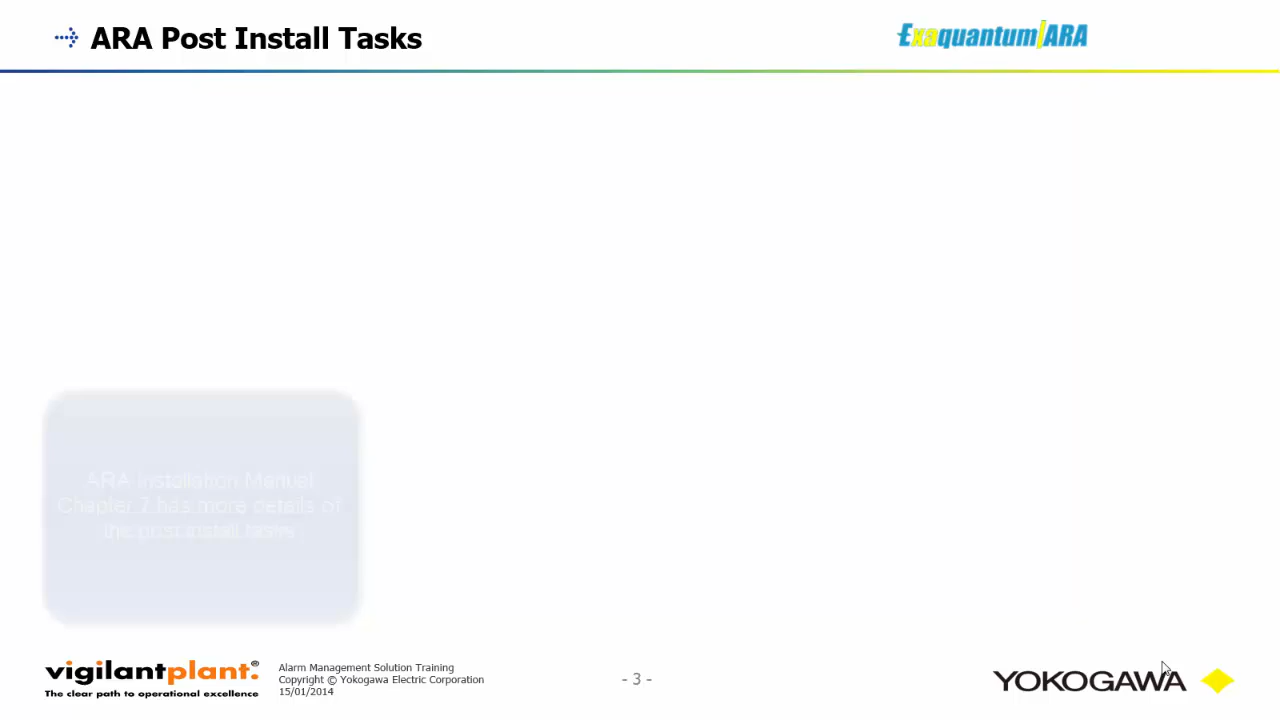 ARA Post Install Tasks
Exaquantum/ARA
ARA Installation Manual
Chapter 7 has more details of
the post install tasks
vigilantplant.®
The clear path to operational excellence
Alarm Management Solution Training
Copyright © Yokogawa Electric Corporation
15/01/2014
- 3 -
YOKOGAWA